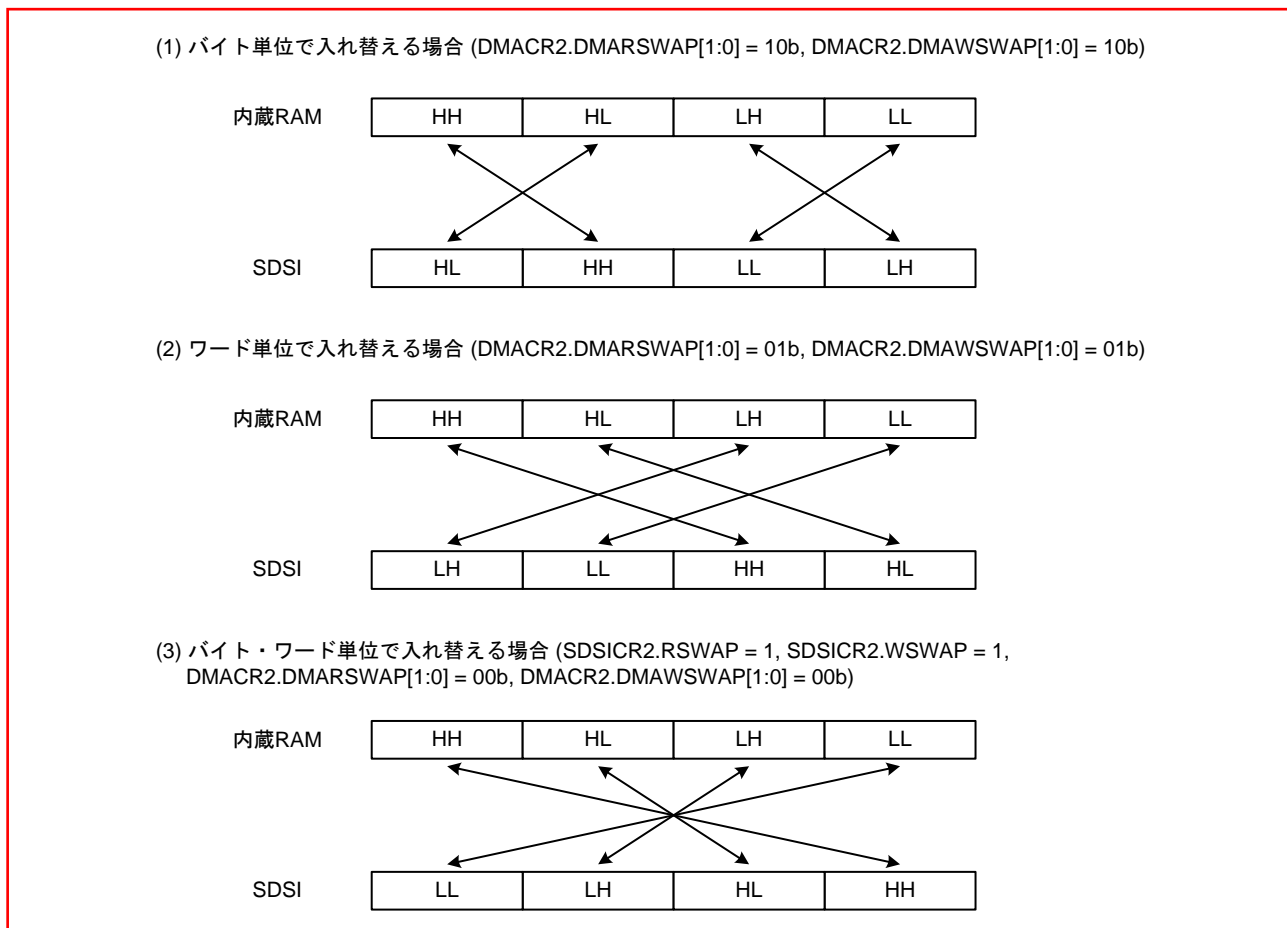 (1) バイト単位で入れ替える場合 (DMACR2.DMARSWAP[1:0] = 10b, DMACR2.DMAWSWAP[1:0] = 10b)
内蔵RAM HH HL LH LL
SDSI HL HH LL LH
(2) ワード単位で入れ替える場合 (DMACR2.DMARSWAP[1:0] = 01b, DMACR2.DMAWSWAP[1:0] = 01b)
内蔵RAM HH HL LH LL
SDSI LH LL HH HL
(3) バイト・ワード単位で入れ替える場合 (SDSICR2.RSWAP = 1, SDSICR2.WSWAP = 1,
DMACR2.DMARSWAP[1:0] = 00b, DMACR2.DMAWSWAP[1:0] = 00b)
内蔵RAM HH HL LH LL
SDSI LL LH HL HH